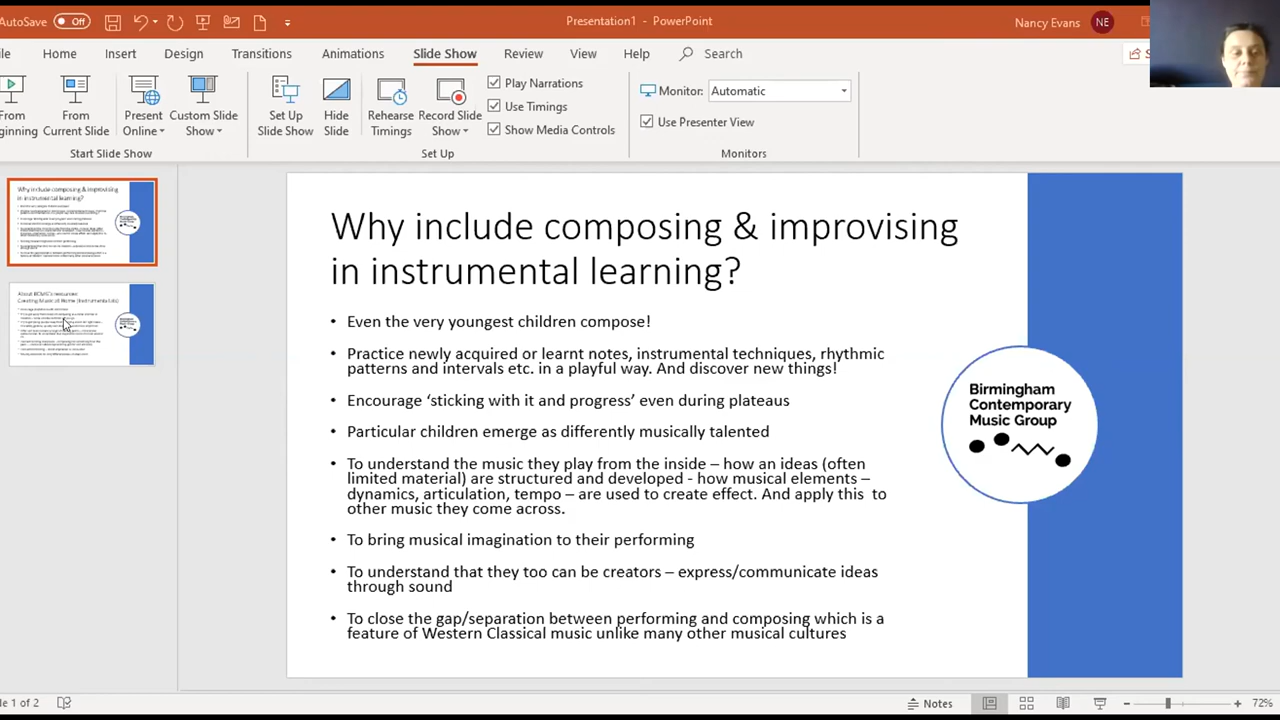 AutoSave Off
Presentation1 - PowerPoint
Nancy Evans NE
Home Insert Design Transitions Animations Slide Show Review View Help Search
From Current Slide
Present Online
Custom Slide Show
Set Up Slide Show
Hide Slide
Rehearse Timings
Record Slide Show
Play Narrations
Use Timings
Show Media Controls
Monitor: Automatic
Use Presenter View
Start Slide Show
Set Up
Monitors
Why include composing & improvising
in instrumental learning?
• Even the very youngest children compose!
• Practice newly acquired or learnt notes, instrumental techniques, rhythmic
patterns and intervals etc. in a playful way. And discover new things!
• Encourage ‘sticking with it and progress’ even during plateaus
• Particular children emerge as differently musically talented
• To understand the music they play from the inside – how an ideas (often
limited material) are structured and developed - how musical elements –
dynamics, articulation, tempo – are used to create effect. And apply this to
other music they come across.
• To bring musical imagination to their performing
• To understand that they too can be creators – express/communicate ideas
through sound
• To close the gap/separation between performing and composing which is a
feature of Western Classical music unlike many other musical cultures
Birmingham
Contemporary
Music Group
1 of 2
Notes
72%